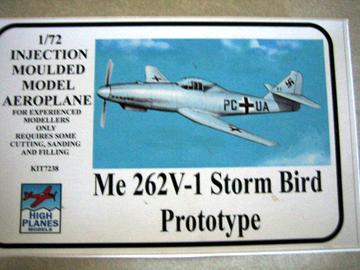 1/72
INJECTION
MOULDED
MODEL
AEROPLANE
FOR EXPERIENCED
MODELLERS
ONLY
REQUIRES SOME
CUTTING, SANDING
AND FILLING
KIT7238
PC UA
HIGH
PLANES
MODELS
Me 262V-1 Storm Bird
Prototype